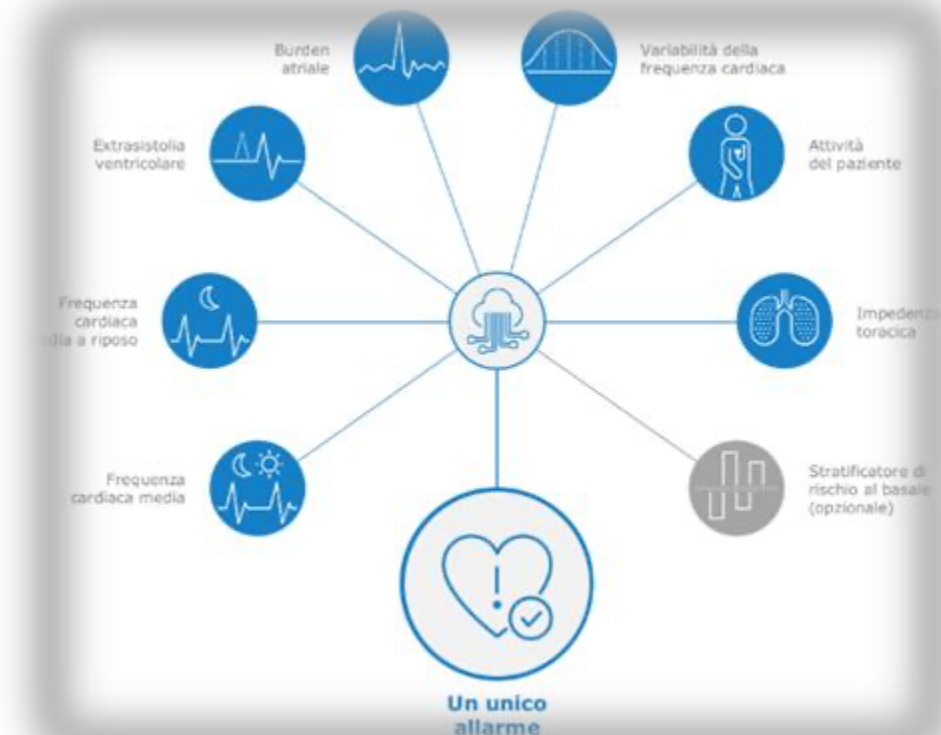 Burden
atriale
Variabilità della
frequenza cardiaca
Extrasistolia
ventricolare
Attività
del paziente
Frequenza
cardiaca
a riposo
Impedenza
toracica
Frequenza
cardiaca media
Stratificatore di
rischio al basale
(opzionale)
Un unico
allarme